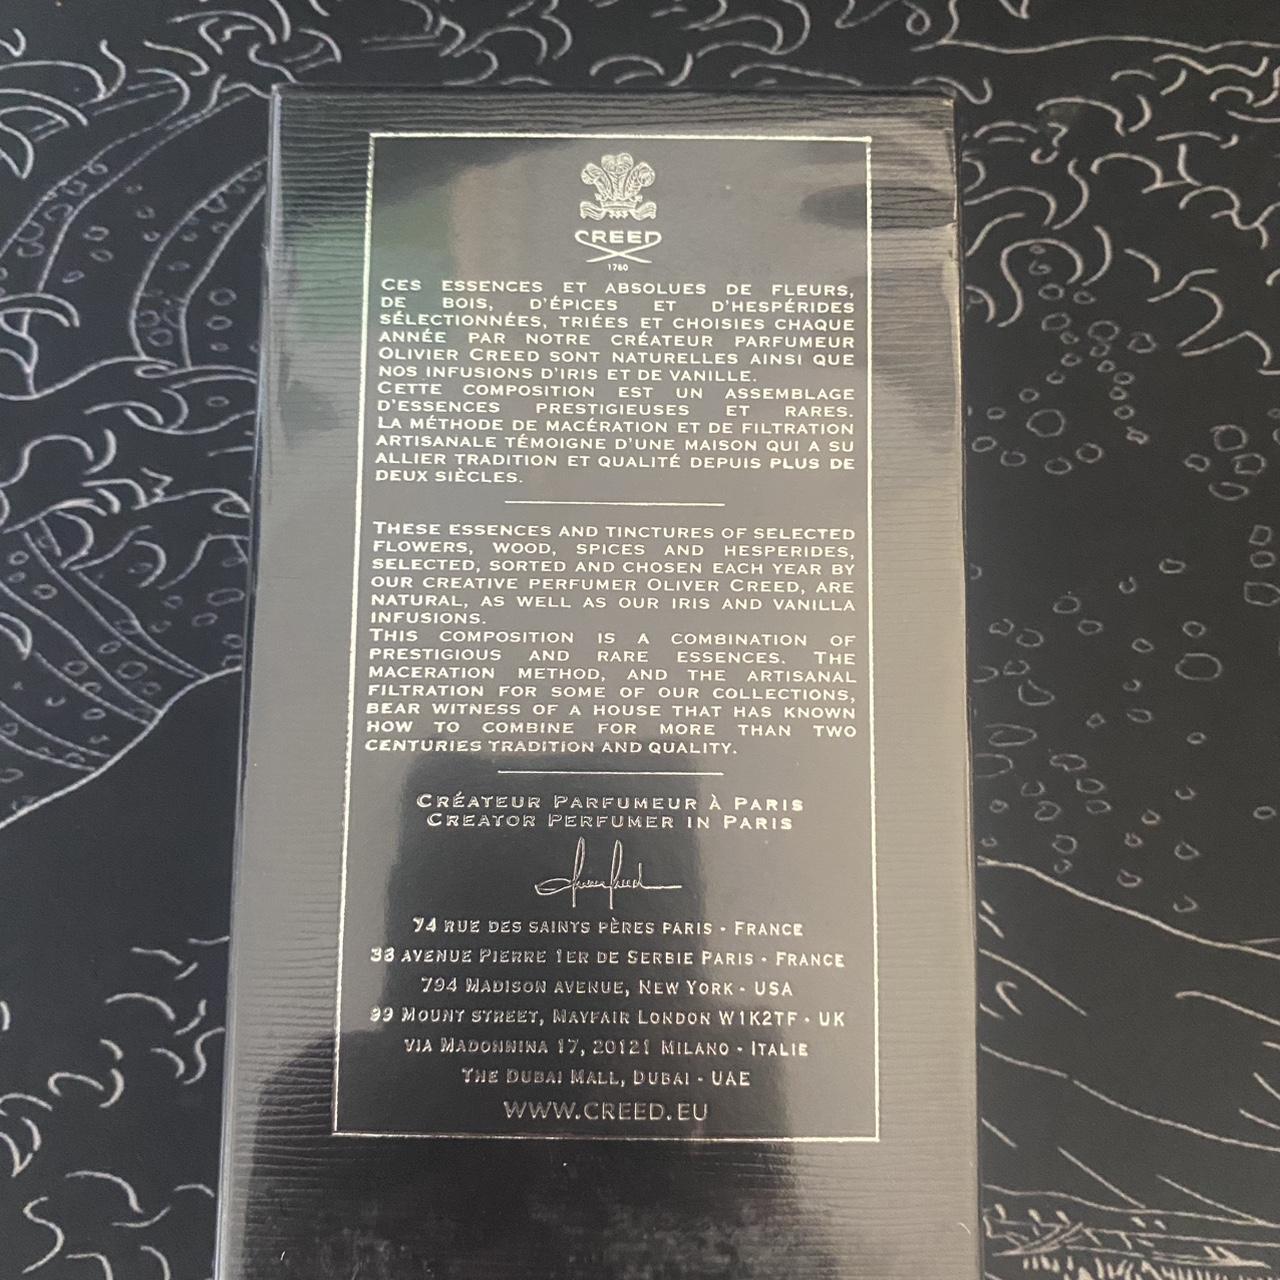 CREED
1760
CES ESSENCES ET ABSOLUES DE FLEURS,
DE BOIS, D'ÉPICES ET D'HESPÉRIDES
SÉLECTIONNÉES, TRIÉES ET CHOISIES CHAQUE
ANNÉE PAR NOTRE CRÉATEUR PARFUMEUR
OLIVIER CREED SONT NATURELLES AINSI QUE
NOS INFUSIONS D'IRIS ET DE VANILLE.
CETTE COMPOSITION EST UN ASSEMBLAGE
D'ESSENCES PRESTIGIEUSES ET RARES.
LA MÉTHODE DE MACÉRATION ET DE FILTRATION
ARTISANALE TÉMOIGNE D'UNE MAISON QUI A SU
ALLIER TRADITION ET QUALITÉ DEPUIS PLUS DE
DEUX SIÈCLES.
THESE ESSENCES AND TINCTURES OF SELECTED
FLOWERS, WOOD, SPICES AND HESPERIDES,
SELECTED, SORTED AND CHOSEN EACH YEAR BY
OUR CREATIVE PERFUMER OLIVER CREED, ARE
NATURAL, AS WELL AS OUR IRIS AND VANILLA
INFUSIONS.
THIS COMPOSITION IS A COMBINATION OF
PRESTIGIOUS AND RARE ESSENCES. THE
MACERATION METHOD, AND THE ARTISANAL
FILTRATION FOR SOME OF OUR COLLECTIONS,
BEAR WITNESS OF A HOUSE THAT HAS KNOWN
HOW TO COMBINE FOR MORE THAN TWO
CENTURIES TRADITION AND QUALITY.
CRÉATEUR PARFUMEUR À PARIS
CREATOR PERFUMER IN PARIS
74 RUE DES SAINTS PÈRES PARIS - FRANCE
38 AVENUE PIERRE 1ER DE SERBIE PARIS - FRANCE
794 MADISON AVENUE, NEW YORK - USA
99 MOUNT STREET, MAYFAIR LONDON W1K2TF - UK
VIA MADONNINA 17, 20121 MILANO - ITALIE
THE DUBAI MALL, DUBAI - UAE
WWW.CREED.EU